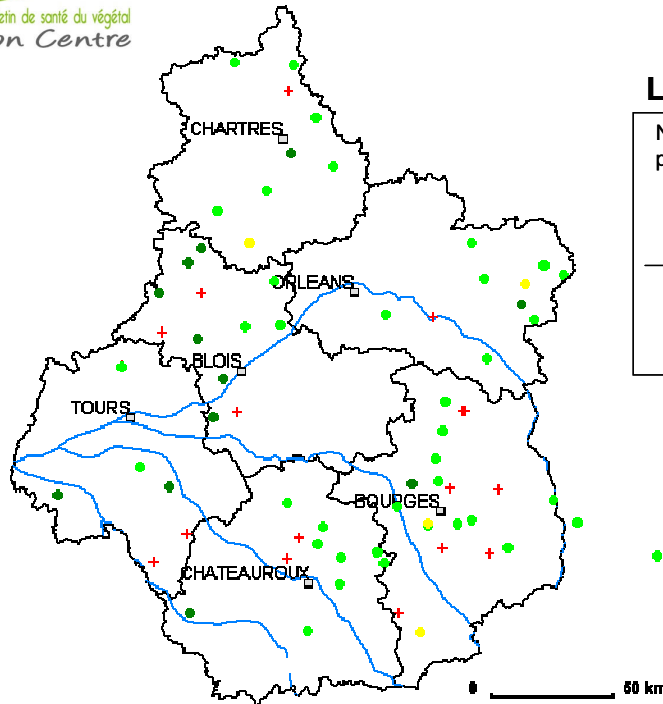 etin de santé du végétal
on Centre
L
N
p
CHARTRES
ORLEANS
BLOIS
TOURS
BOURGES
CHATEAUROUX
0 50 km